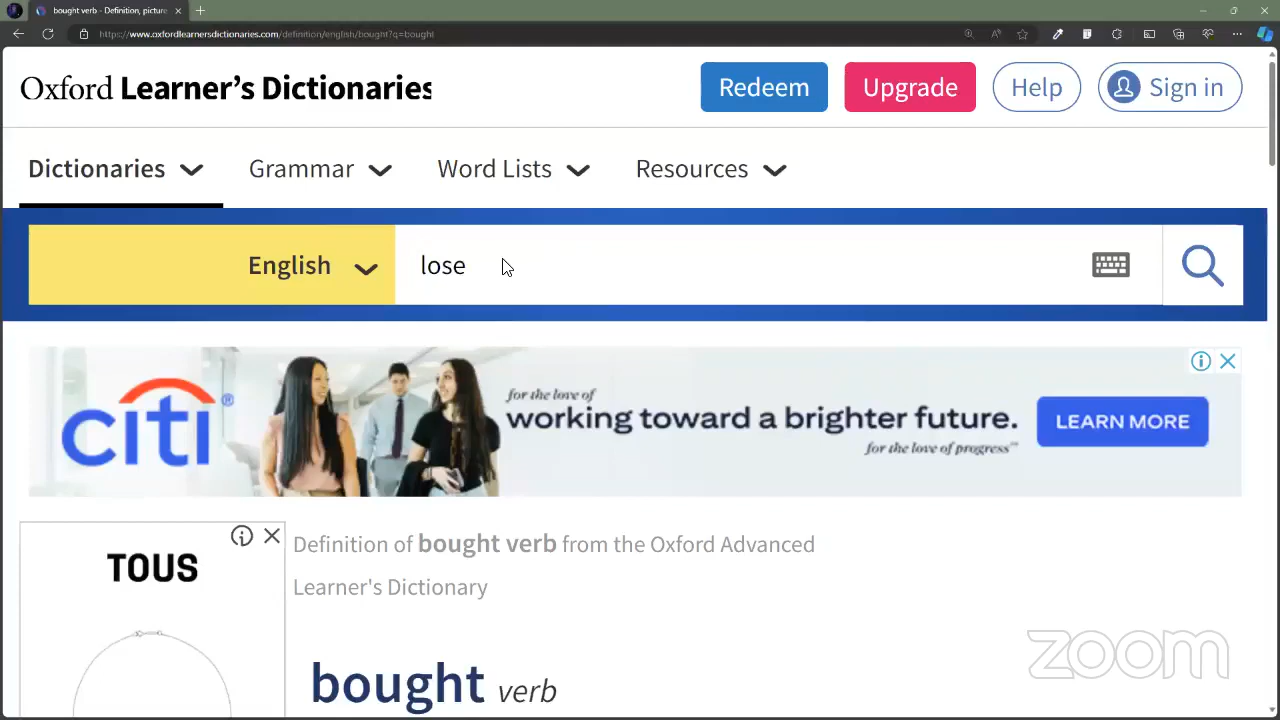 bought verb - Definition, picture
https://www.oxfordlearnersdictionaries.com/definition/english/bought?q=bought
Oxford Learner's Dictionaries
Redeem
Upgrade
Help
Sign in
Dictionaries
Grammar
Word Lists
Resources
English
lose
citi®
for the love of
working toward a brighter future.
for the love of progress℠
LEARN MORE
TOUS
Definition of bought verb from the Oxford Advanced
Learner's Dictionary
bought verb
zoom